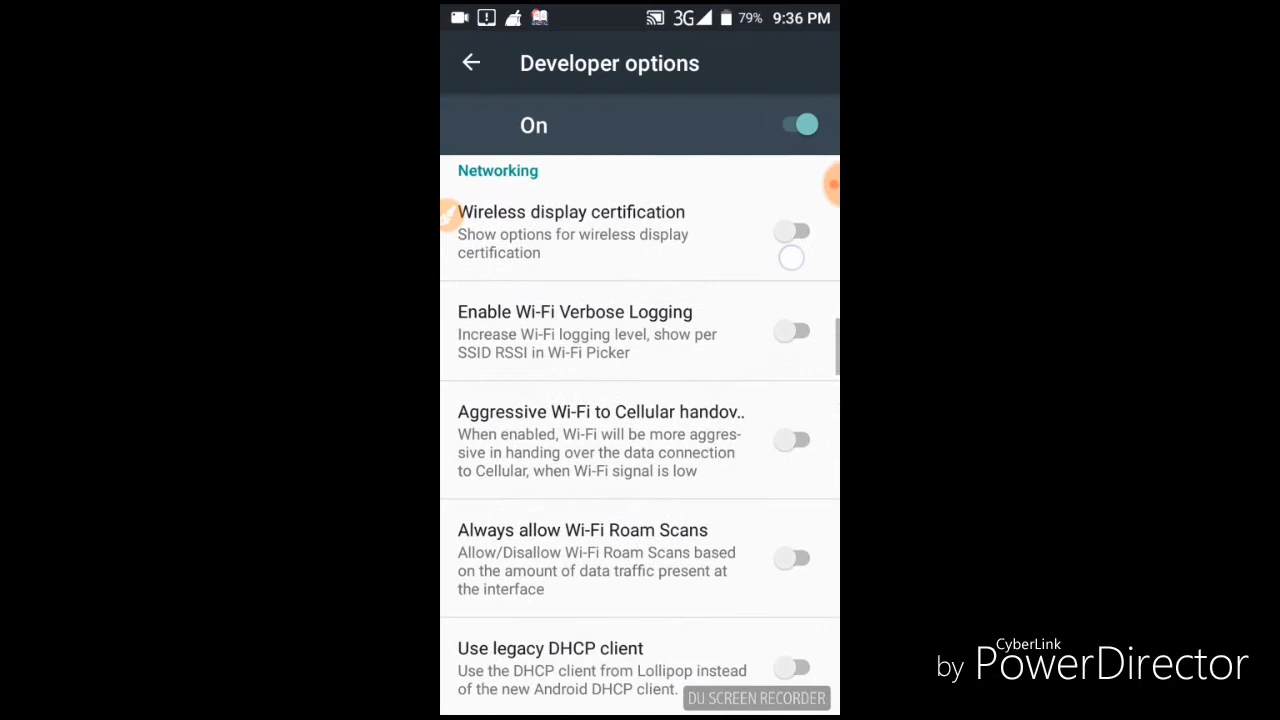 3G 79% 9:36 PM
Developer options
On
Networking
Wireless display certification
Show options for wireless display
certification
Enable Wi-Fi Verbose Logging
Increase Wi-Fi logging level, show per
SSID RSSI in Wi-Fi Picker
Aggressive Wi-Fi to Cellular handov..
When enabled, Wi-Fi will be more aggres-
sive in handing over the data connection
to Cellular, when Wi-Fi signal is low
Always allow Wi-Fi Roam Scans
Allow/Disallow Wi-Fi Roam Scans based
on the amount of data traffic present at
the interface
Use legacy DHCP client
Use the DHCP client from Lollipop instead
of the new Android DHCP client.
DU SCREEN RECORDER
CyberLink
by PowerDirector